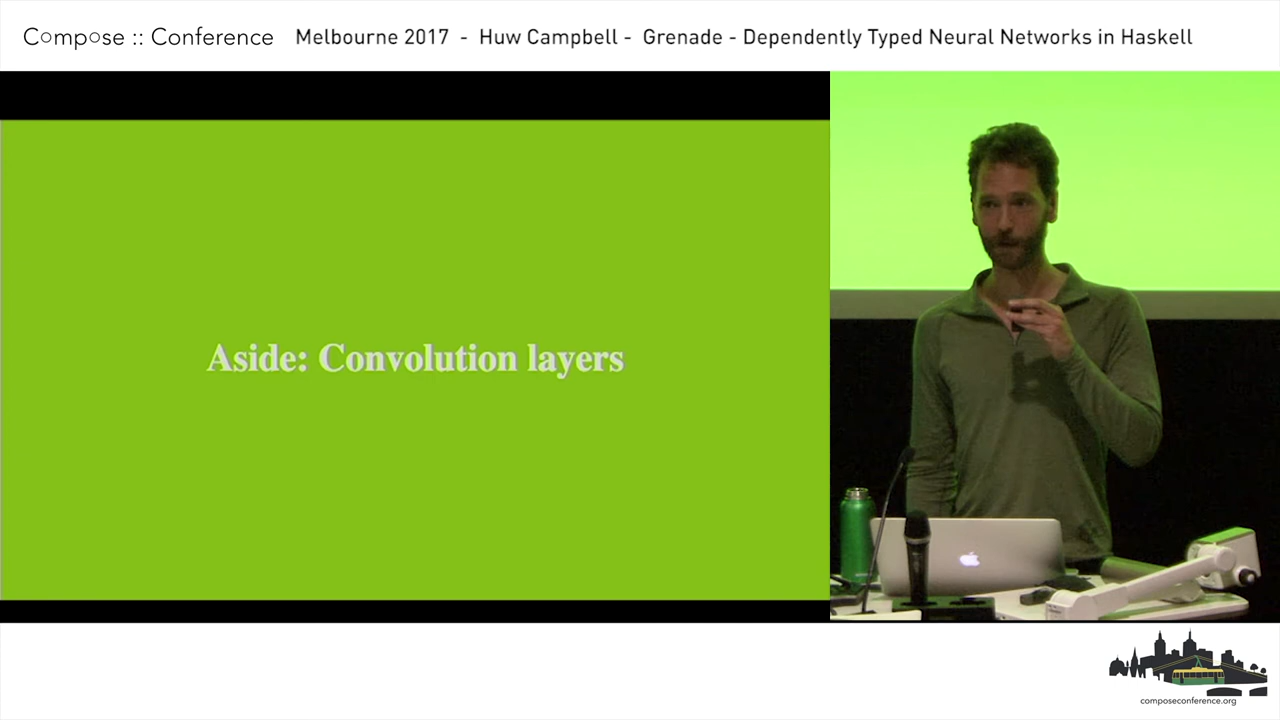 Compose :: Conference Melbourne 2017 - Huw Campbell - Grenade - Dependently Typed Neural Networks in Haskell
Aside: Convolution layers
composeconference.org